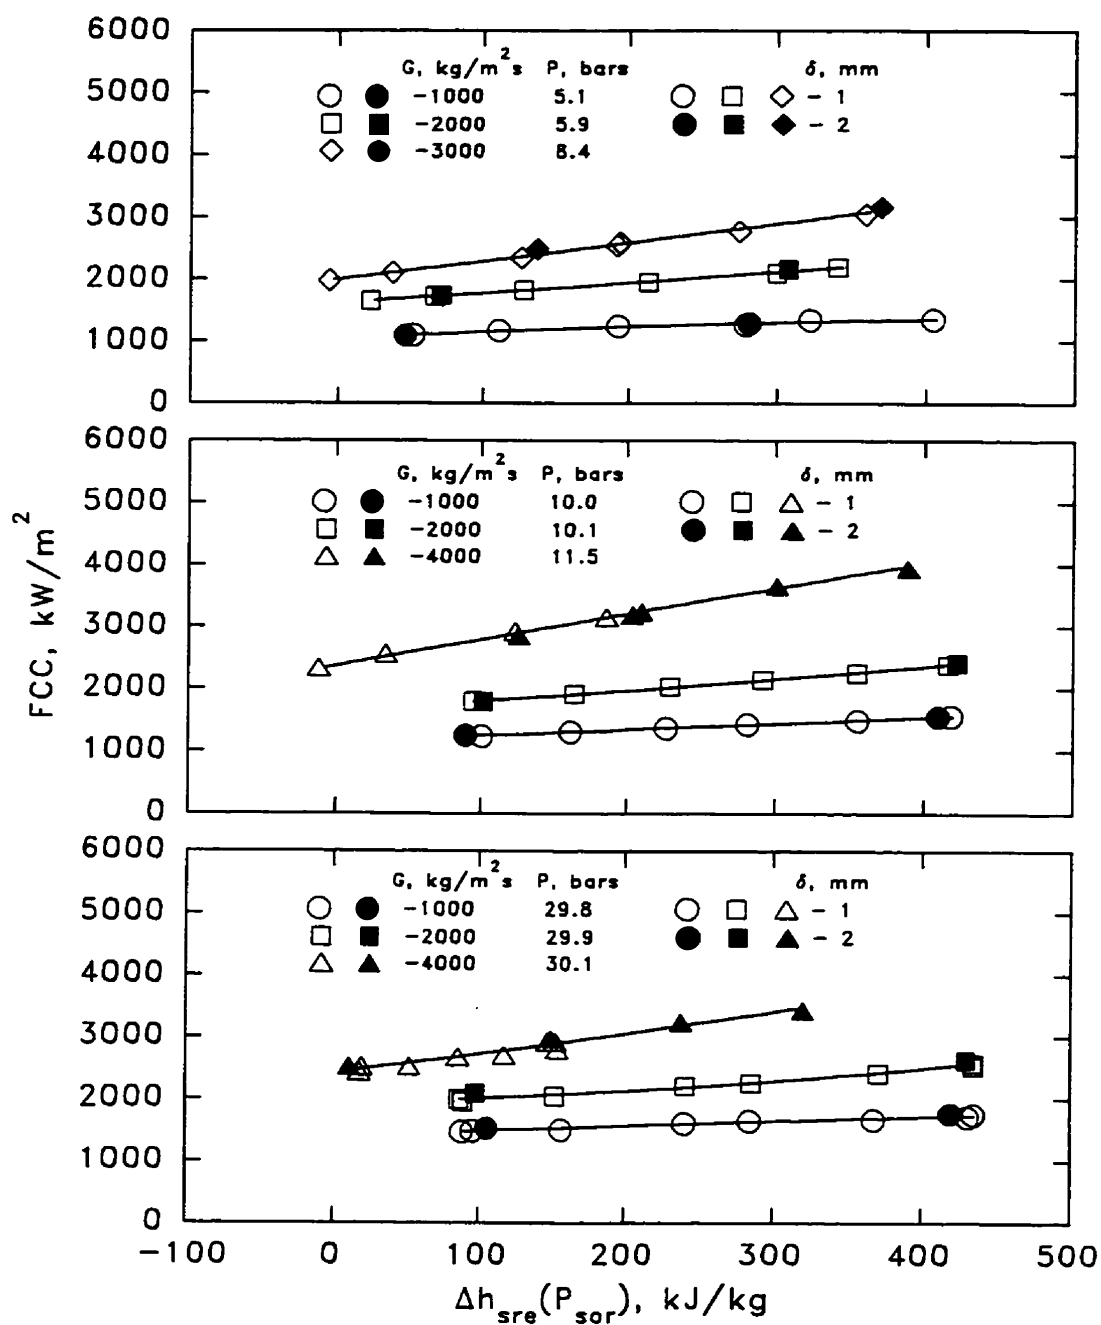 6000
G, kg/m²s P, bars δ, mm
5000 -1000 5.1 - 1
-2000 5.9 - 2
4000 -3000 8.4
3000
2000
1000
0
6000
G, kg/m²s P, bars δ, mm
5000 -1000 10.0 - 1
-2000 10.1 - 2
4000 -4000 11.5
3000
2000
1000
0
FCC, kW/m²
6000
G, kg/m²s P, bars δ, mm
5000 -1000 29.8 - 1
-2000 29.9 - 2
4000 -4000 30.1
3000
2000
1000
0
-100 0 100 200 300 400 500
Δh_sre(P_sor), kJ/kg